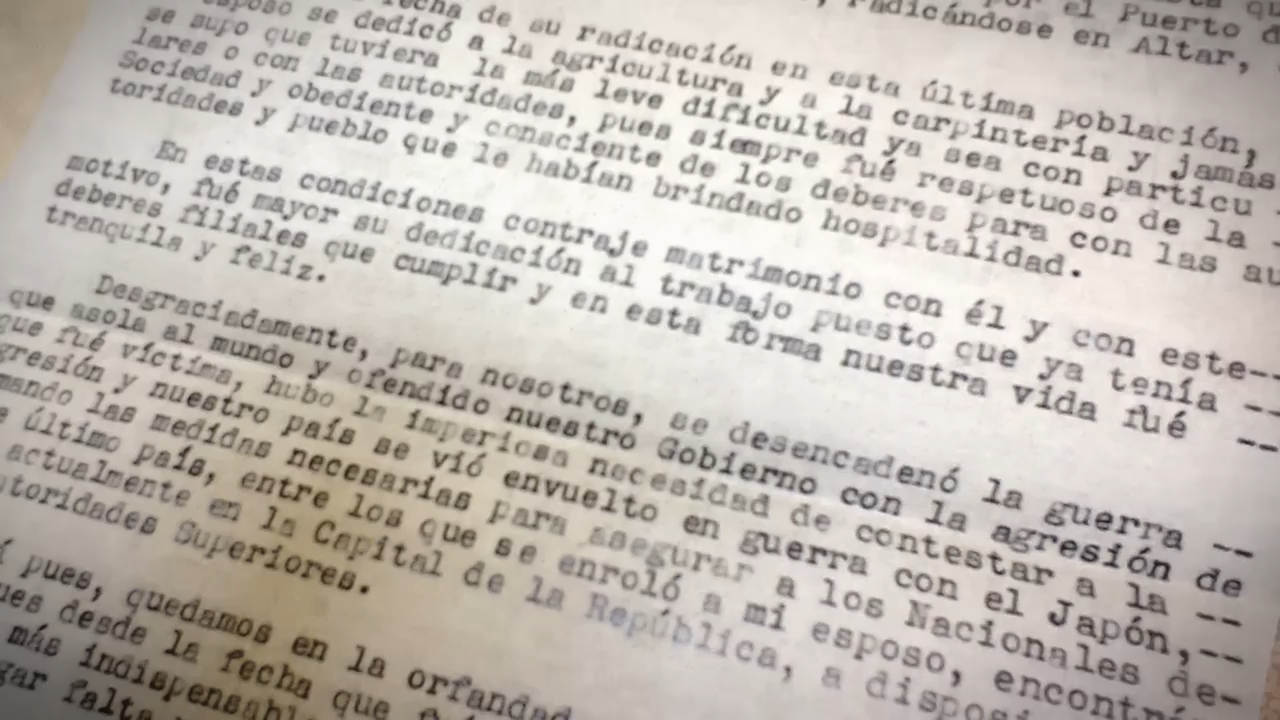 por el Puerto d
radicándose en Altar,
fecha de su radicación en esta última población,
esposo se dedicó a la agricultura y a la carpintería y jamás
se supo que tuviera la más leve dificultad ya sea con particu -
lares o con las autoridades, pues siempre fué respetuoso de la -
Sociedad y obediente y consciente de los deberes para con las au
toridades y pueblo que le habían brindado hospitalidad.
En estas condiciones contraje matrimonio con él y con este--
motivo, fué mayor su dedicación al trabajo puesto que ya tenía --
deberes filiales que cumplir y en esta forma nuestra vida fué --
tranquila y feliz.
Desgraciadamente, para nosotros, se desencadenó la guerra --
que asola al mundo y ofendido nuestro Gobierno con la agresión de
que fué víctima, hubo la imperiosa necesidad de contestar a la --
gresión y nuestro país se vió envuelto en guerra con el Japón,--
mando las medidas necesarias para asegurar a los Nacionales de-
e último país, entre los que se enroló a mi esposo, encontrá
actualmente en la Capital de la República, a disposi
toridades Superiores.
í pues, quedamos en la orfandad
ues desde la fecha que
más indispensabl
gar falta